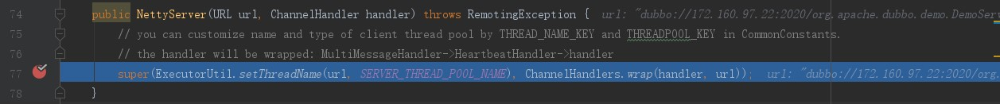 74 public NettyServer(URL url, ChannelHandler handler) throws RemotingException { url: "dubbo://172.160.97.22:2020/org.apache.dubbo.demo.DemoServ
75 // you can customize name and type of client thread pool by THREAD_NAME_KEY and THREADPOOL_KEY in CommonConstants.
76 // the handler will be wrapped: MultiMessageHandler->HeartbeatHandler->handler
77 super(ExecutorUtil.setThreadName(url, SERVER_THREAD_POOL_NAME), ChannelHandlers.wrap(handler, url)); url: "dubbo://172.160.97.22:2020/org.
78 }